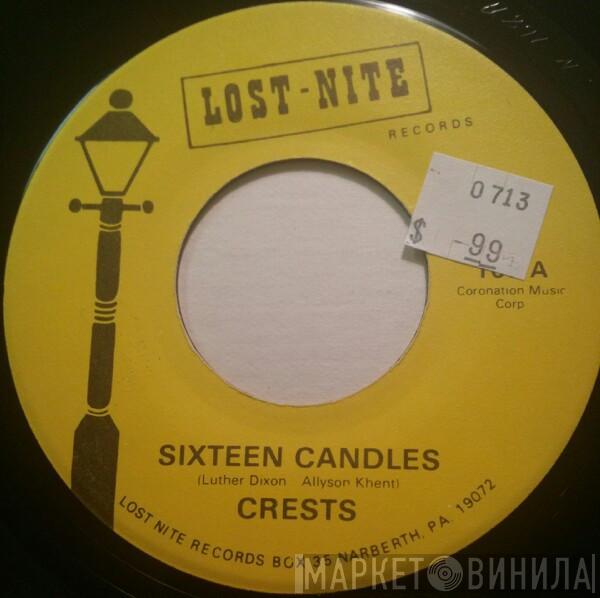 LOST-NITE
RECORDS
0713
$ .99
A
Coronation Music
Corp
SIXTEEN CANDLES
(Luther Dixon Allyson Khent)
CRESTS
LOST NITE RECORDS BOX 35 NARBERTH, PA. 19072
МАРКЕТ ВИНИЛА